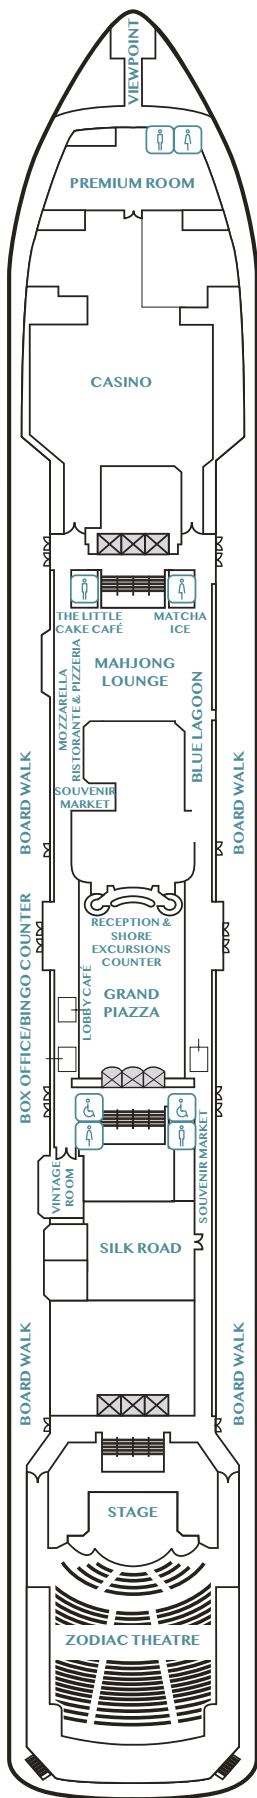 VIEWPOINT
PREMIUM ROOM
CASINO
THE LITTLE
CAKE CAFÉ
MATCHA
ICE
MAHJONG
LOUNGE
MOZZARELLA
RISTORANTE & PIZZERIA
BLUE LAGOON
SOUVENIR
MARKET
BOARD WALK
BOARD WALK
RECEPTION &
SHORE
EXCURSIONS
COUNTER
BOX OFFICE/BINGO COUNTER
LOBBY CAFÉ
GRAND
PIAZZA
SOUVENIR MARKET
VINTAGE
ROOM
SILK ROAD
BOARD WALK
BOARD WALK
STAGE
ZODIAC THEATRE